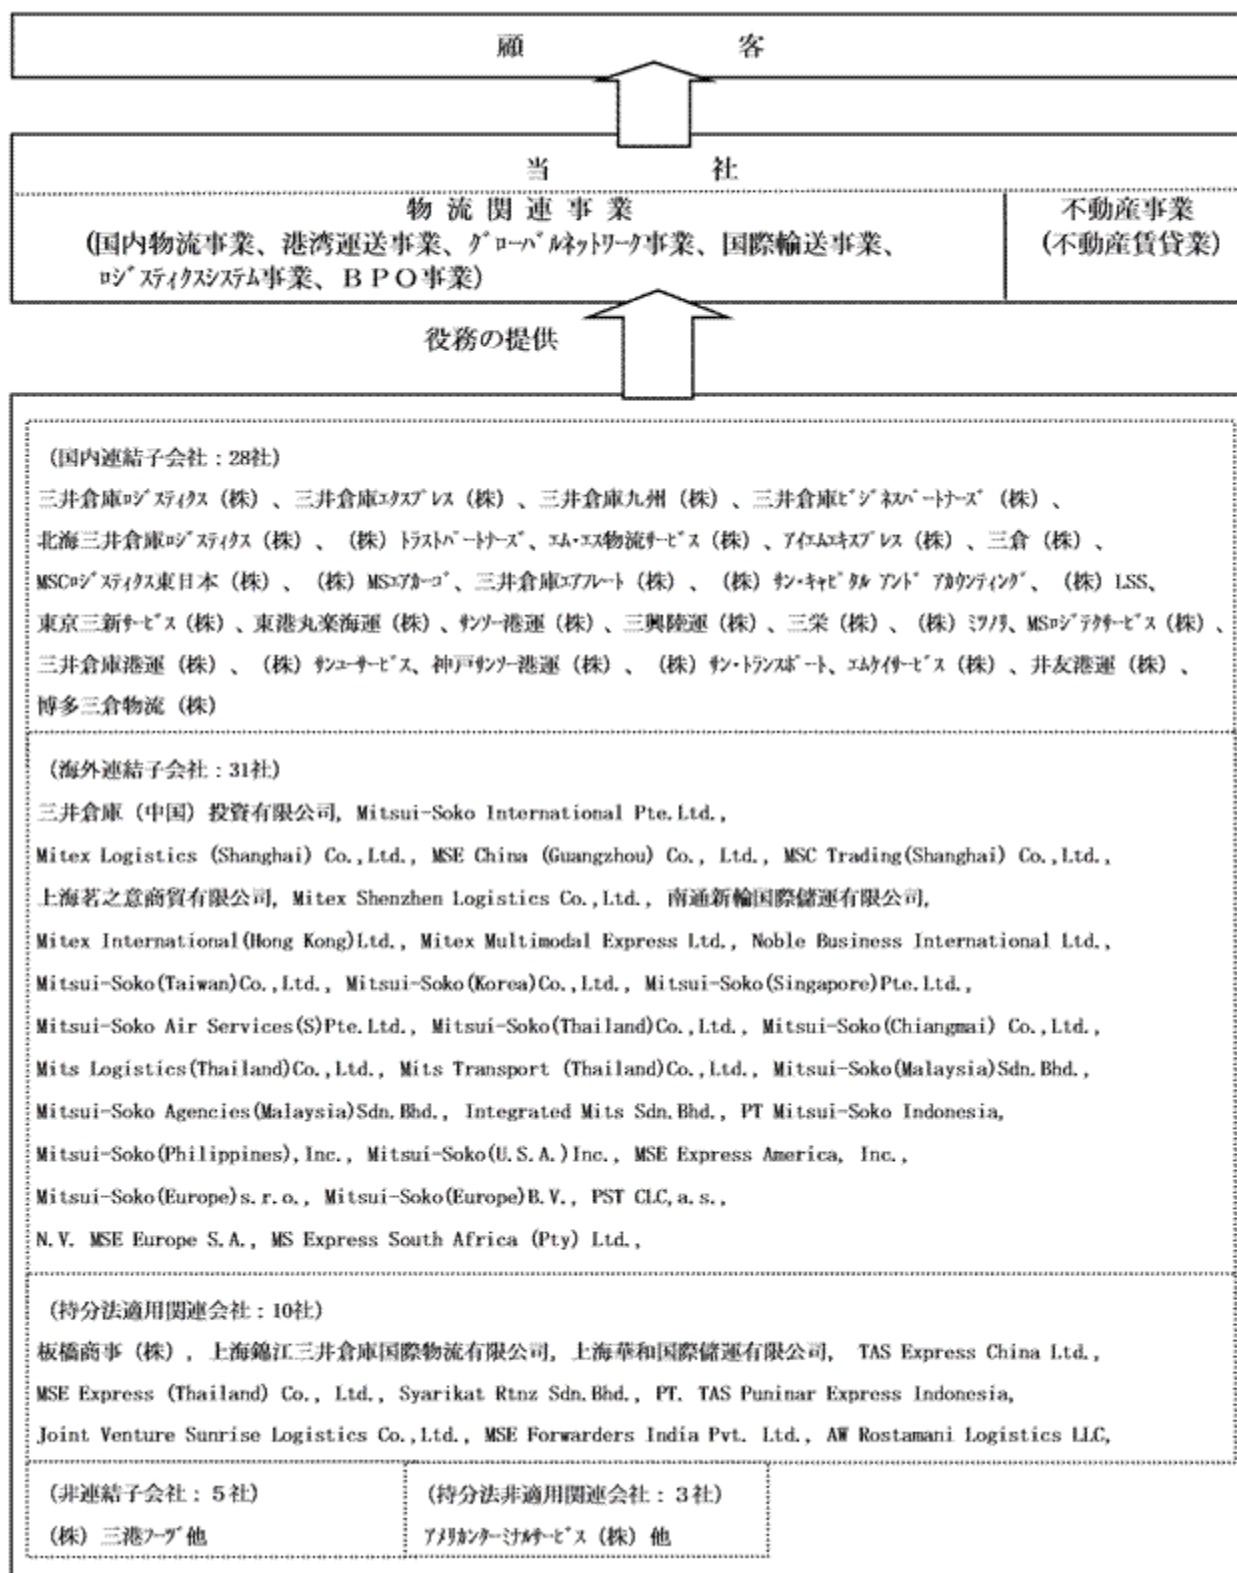 顧　客
当　社
物流関連事業
(国内物流事業、港湾運送事業、ｸﾞﾛｰﾊﾞﾙﾈｯﾄﾜｰｸ事業、国際輸送事業、
ﾛｼﾞｽﾃｨｸｽｼｽﾃﾑ事業、ＢＰＯ事業)
不動産事業
(不動産賃貸業)
役務の提供
(国内連結子会社：28社)
三井倉庫ﾛｼﾞｽﾃｨｸｽ（株）、三井倉庫ｴｸｽﾌﾟﾚｽ（株）、三井倉庫九州（株）、三井倉庫ﾋﾞｼﾞﾈｽﾊﾟｰﾄﾅｰｽﾞ（株）、
北海三井倉庫ﾛｼﾞｽﾃｨｸｽ（株）、（株）ﾄﾗｽﾄﾊﾟｰﾄﾅｰｽﾞ、ｴﾑ･ｴｽ物流ｻｰﾋﾞｽ（株）、ｱｲｴﾑｴｷｽﾌﾟﾚｽ（株）、三倉（株）、
MSCﾛｼﾞｽﾃｨｸｽ東日本（株）、（株）MSｴｱｶｰｺﾞ、三井倉庫ｴｱﾌﾚｰﾄ（株）、（株）ｻﾝ･ｷｬﾋﾟﾀﾙ ｱﾝﾄﾞ ｱｶｳﾝﾃｨﾝｸﾞ、（株）LSS、
東京三新ｻｰﾋﾞｽ（株）、東港丸楽海運（株）、ｻﾝｿｰ港運（株）、三興陸運（株）、三栄（株）、（株）ﾐﾂﾉﾘ、MSﾛｼﾞﾃｸｻｰﾋﾞｽ（株）、
三井倉庫港運（株）、（株）ｻﾝﾕｰｻｰﾋﾞｽ、神戸ｻﾝｿｰ港運（株）、（株）ｻﾝ･ﾄﾗﾝｽﾎﾟｰﾄ、ｴﾑｹｲｻｰﾋﾞｽ（株）、井友港運（株）、
博多三倉物流（株）
(海外連結子会社：31社)
三井倉庫（中国）投資有限公司, Mitsui-Soko International Pte.Ltd.,
Mitex Logistics (Shanghai) Co.,Ltd., MSE China (Guangzhou) Co., Ltd., MSC Trading(Shanghai) Co.,Ltd.,
上海茗之意商貿有限公司, Mitex Shenzhen Logistics Co.,Ltd., 南通新輪国際儲運有限公司,
Mitex International(Hong Kong)Ltd., Mitex Multimodal Express Ltd., Noble Business International Ltd.,
Mitsui-Soko(Taiwan)Co.,Ltd., Mitsui-Soko(Korea)Co.,Ltd., Mitsui-Soko(Singapore)Pte.Ltd.,
Mitsui-Soko Air Services(S)Pte.Ltd., Mitsui-Soko(Thailand)Co.,Ltd., Mitsui-Soko(Chiangmai) Co.,Ltd.,
Mits Logistics(Thailand)Co.,Ltd., Mits Transport (Thailand)Co.,Ltd., Mitsui-Soko(Malaysia)Sdn.Bhd.,
Mitsui-Soko Agencies(Malaysia)Sdn.Bhd., Integrated Mits Sdn.Bhd., PT Mitsui-Soko Indonesia,
Mitsui-Soko(Philippines),Inc., Mitsui-Soko(U.S.A.)Inc., MSE Express America, Inc.,
Mitsui-Soko(Europe)s.r.o., Mitsui-Soko(Europe)B.V., PST CLC,a.s.,
N.V. MSE Europe S.A., MS Express South Africa (Pty) Ltd.,
(持分法適用関連会社：10社)
板橋商事（株）, 上海錦江三井倉庫国際物流有限公司, 上海華和国際儲運有限公司, TAS Express China Ltd.,
MSE Express (Thailand) Co., Ltd., Syarikat Rtnz Sdn.Bhd., PT. TAS Puninar Express Indonesia,
Joint Venture Sunrise Logistics Co.,Ltd., MSE Forwarders India Pvt. Ltd., AW Rostamani Logistics LLC,
(非連結子会社：５社)
（株）三港ﾌｰｽﾞ他
(持分法非適用関連会社：３社)
ｱﾒﾘｶﾝﾀｰﾐﾅﾙｻｰﾋﾞｽ（株）他